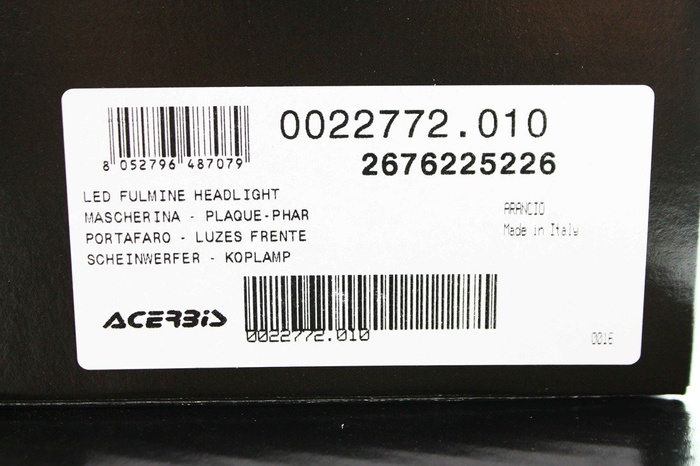 0022772.010
8 052796 487079
2676225226
LED FULMINE HEADLIGHT
MASCHERINA - PLAQUE-PHAR
PORTAFARO - LUZES FRENTE
SCHEINWERFER - KOPLAMP
ARANCIO
Made in Italy
ACERBIS
0022772.010